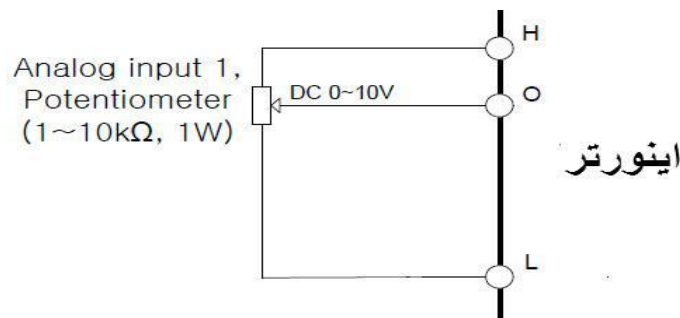 H
Analog input 1,
Potentiometer
(1~10kΩ, 1W)
DC 0~10V
O
اینورتر
L